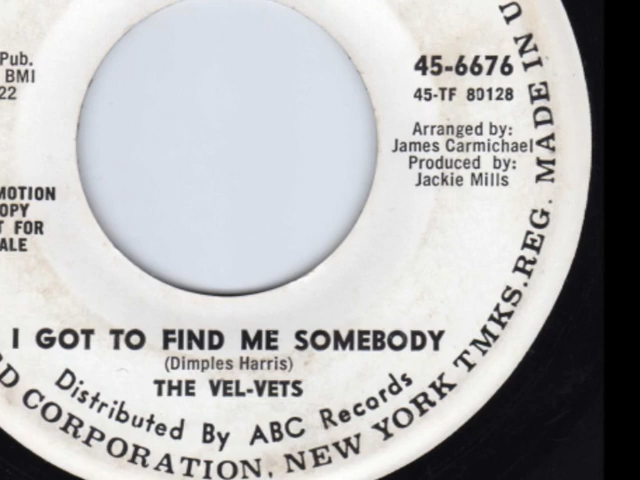 Pub.
BMI
22
45-6676
45-TF 80128
Arranged by:
James Carmichael
Produced by:
Jackie Mills
MOTION
OPY
T FOR
ALE
I GOT TO FIND ME SOMEBODY
(Dimples Harris)
THE VEL-VETS
Distributed By ABC Records
RD CORPORATION, NEW YORK TMKS.REG. MADE IN U